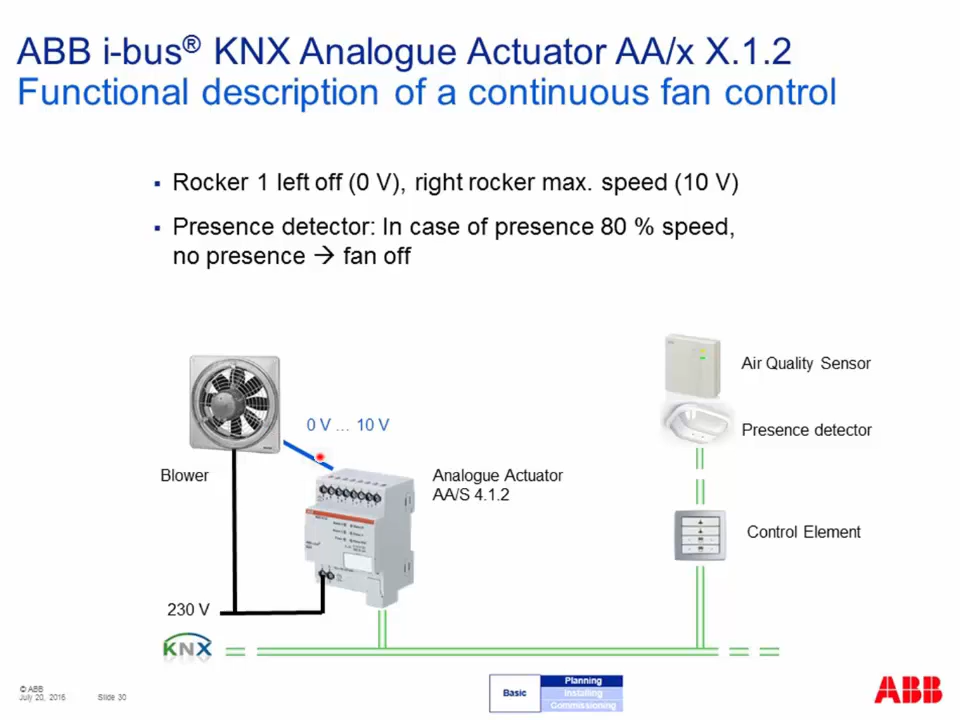 ABB i-bus® KNX Analogue Actuator AA/x X.1.2
Functional description of a continuous fan control
▪ Rocker 1 left off (0 V), right rocker max. speed (10 V)
▪ Presence detector: In case of presence 80 % speed,
no presence → fan off
Air Quality Sensor
0 V … 10 V
Presence detector
Blower
Analogue Actuator
AA/S 4.1.2
Control Element
230 V
KNX
© ABB
July 20, 2016
Slide 30
Basic
Planning
Installing
Commissioning
ABB